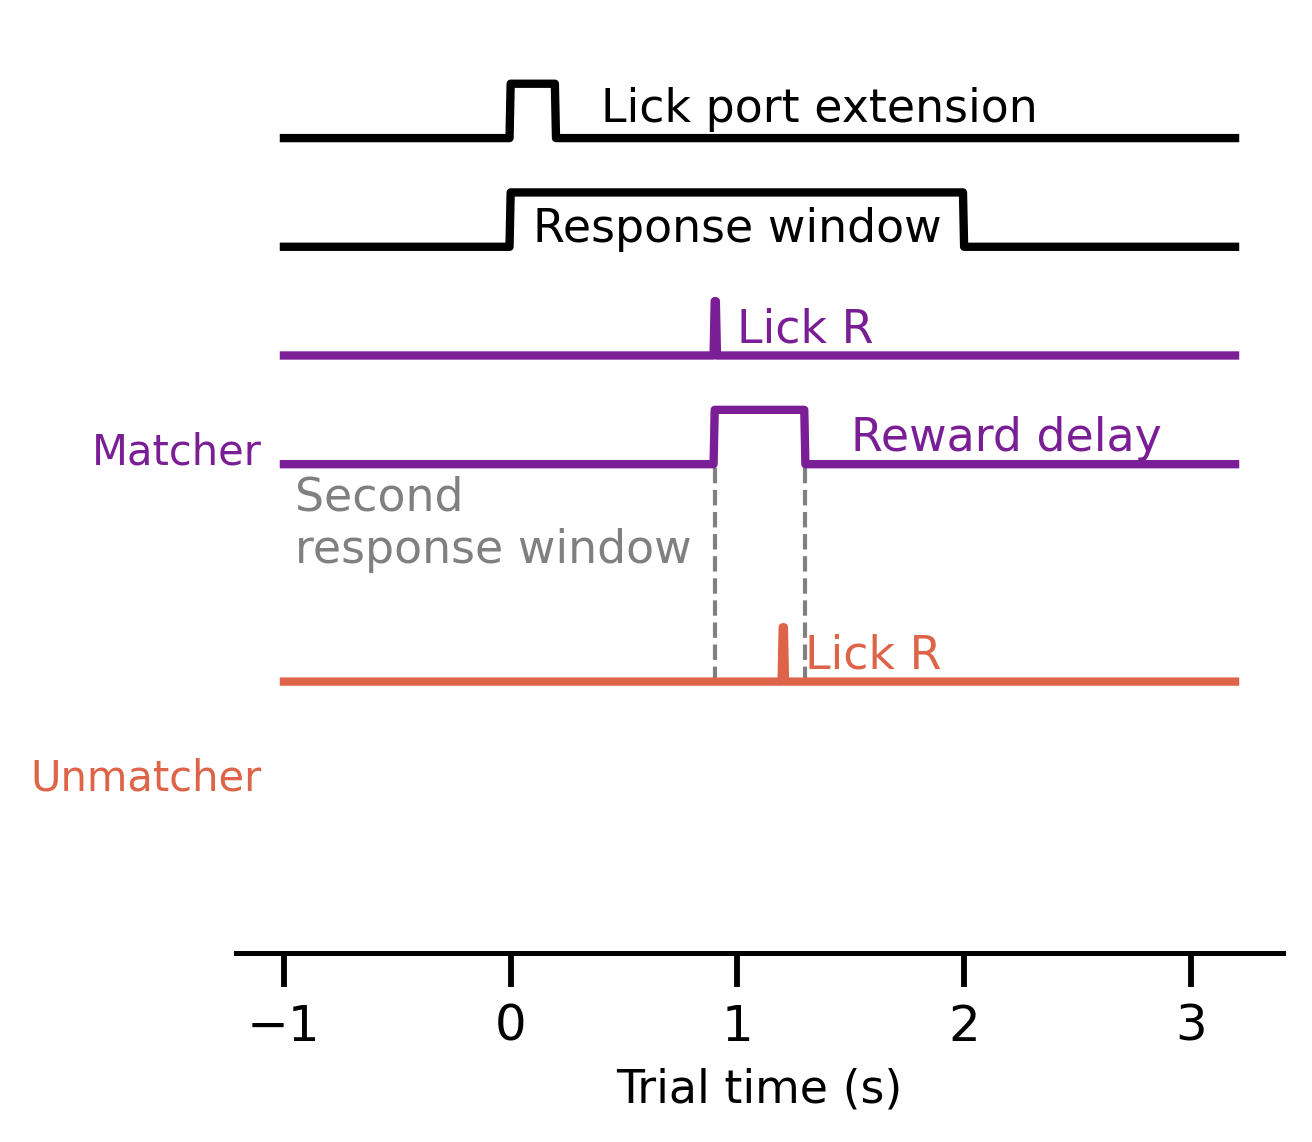 Lick port extension
Response window
Lick R
Reward delay
Matcher
Second
response window
Lick R
Unmatcher
−1 0 1 2 3
Trial time (s)